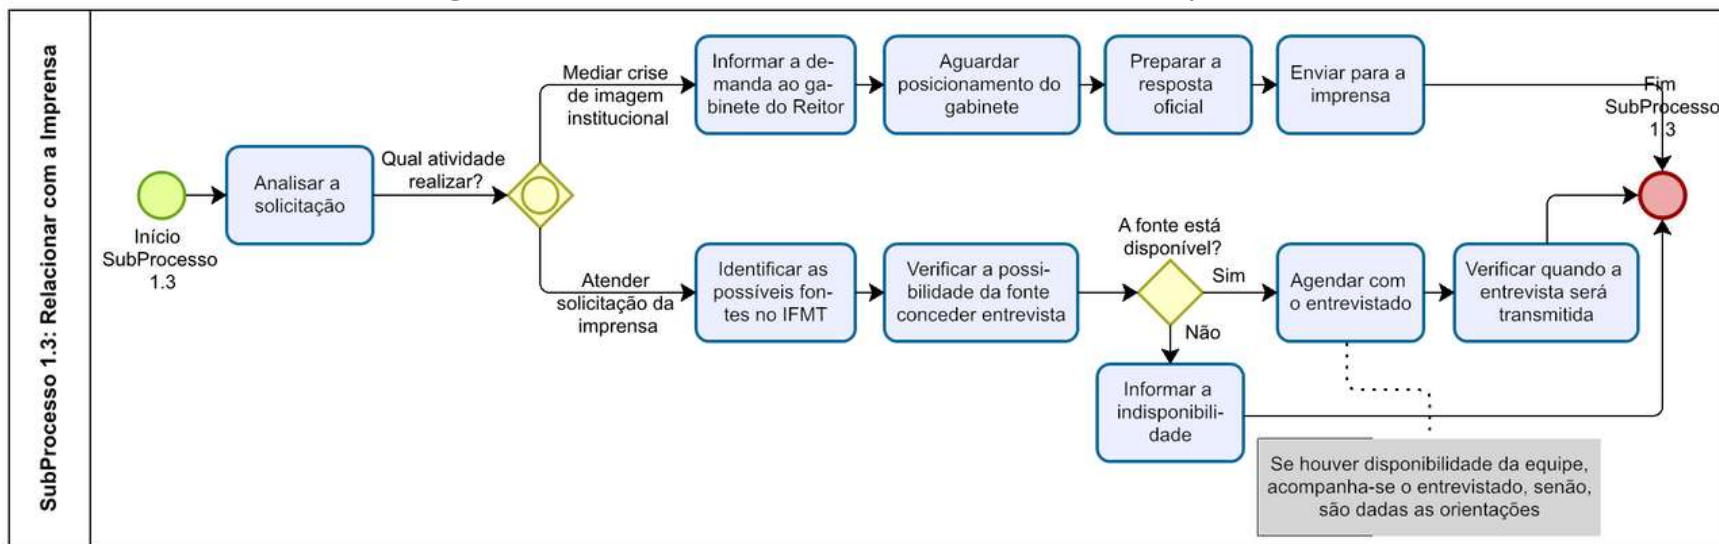 SubProcesso 1.3: Relacionar com a Imprensa
Início
SubProcesso
1.3
Analisar a
solicitação
Qual atividade
realizar?
Mediar crise
de imagem
institucional
Informar a de-
manda ao ga-
binete do Reitor
Aguardar
posicionamento do
gabinete
Preparar a
resposta
oficial
Enviar para a
imprensa
Fim
SubProcesso
1.3
Atender
solicitação da
imprensa
Identificar as
possíveis fon-
tes no IFMT
Verificar a possi-
bilidade da fonte
conceder entrevista
A fonte está
disponível?
Sim
Não
Agendar com
o entrevistado
Verificar quando a
entrevista será
transmitida
Informar a
indisponibili-
dade
Se houver disponibilidade da equipe,
acompanha-se o entrevistado, senão,
são dadas as orientações